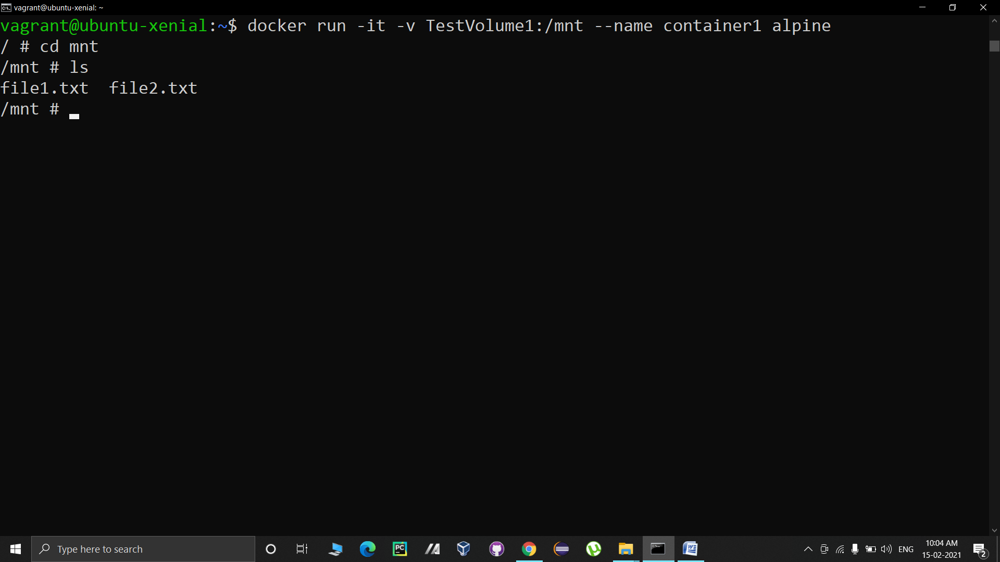 vagrant@ubuntu-xenial: ~
vagrant@ubuntu-xenial:~$ docker run -it -v TestVolume1:/mnt --name container1 alpine
/ # cd mnt
/mnt # ls
file1.txt  file2.txt
/mnt #
Type here to search
PC
W
ENG
10:04 AM
15-02-2021
2